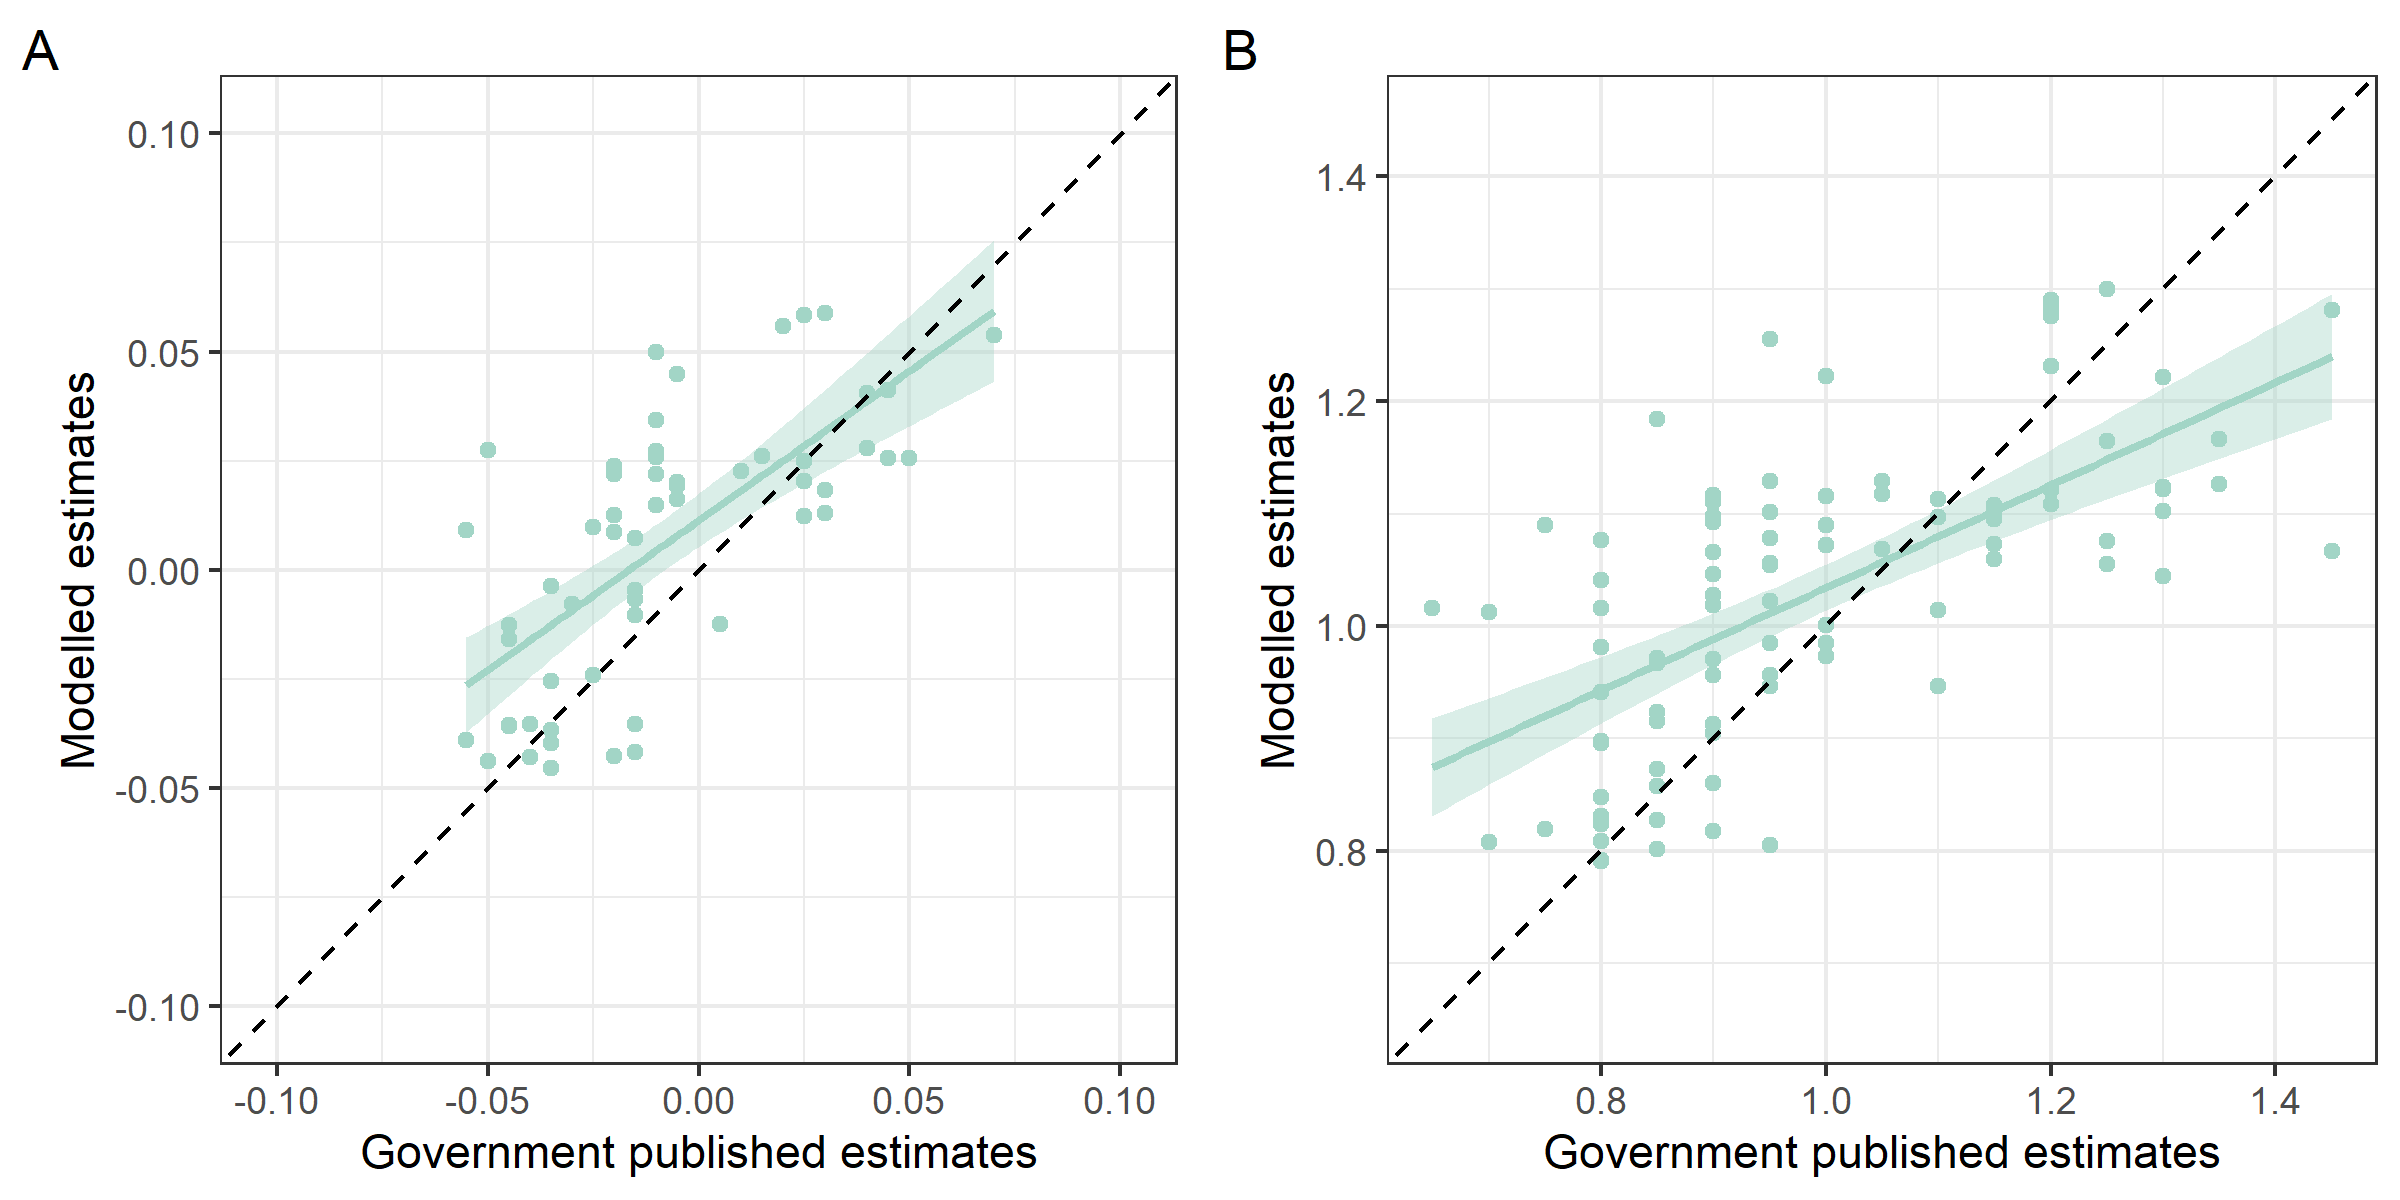 A
B
0.10
0.05
0.00
-0.05
-0.10
Modelled estimates
-0.10 -0.05 0.00 0.05 0.10
Government published estimates
1.4
1.2
1.0
0.8
Modelled estimates
0.8 1.0 1.2 1.4
Government published estimates